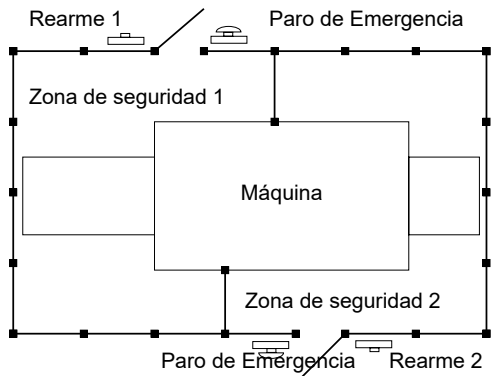 Rearme 1
Paro de Emergencia
Zona de seguridad 1
Máquina
Zona de seguridad 2
Paro de Emergencia
Rearme 2